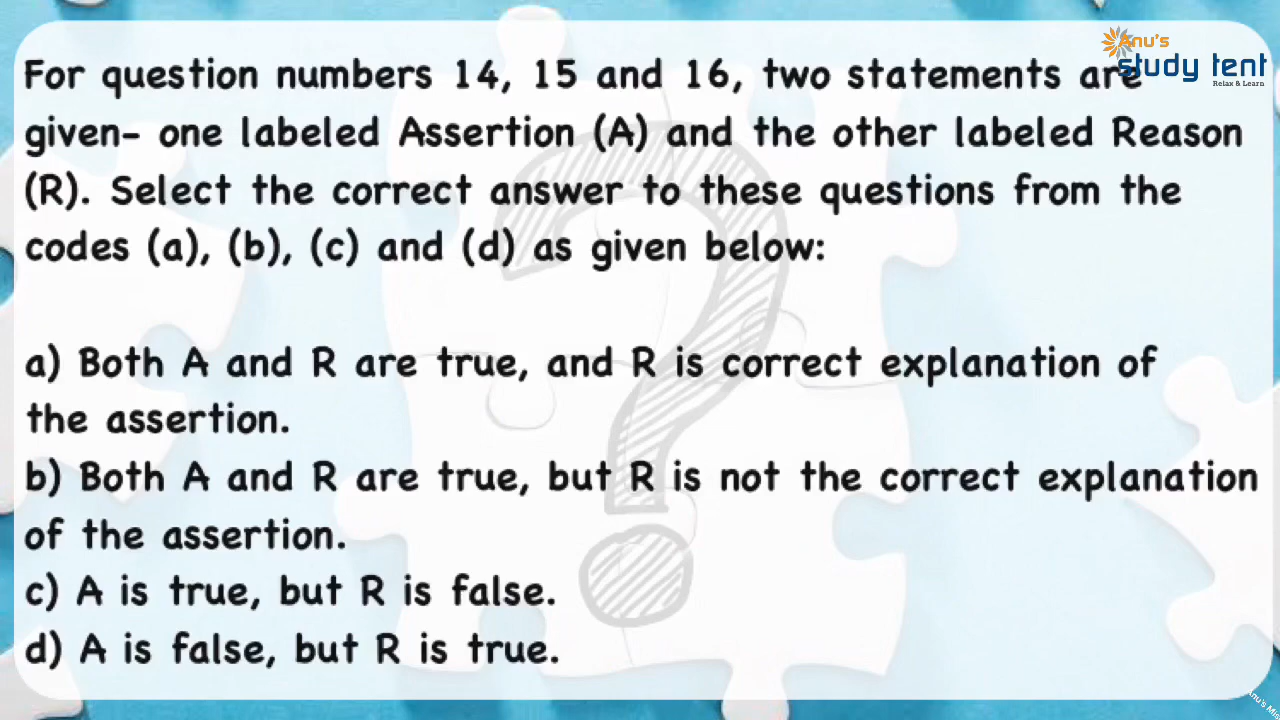 Anu's
study tent
Relax & Learn
For question numbers 14, 15 and 16, two statements are
given- one labeled Assertion (A) and the other labeled Reason
(R). Select the correct answer to these questions from the
codes (a), (b), (c) and (d) as given below:
a) Both A and R are true, and R is correct explanation of
the assertion.
b) Both A and R are true, but R is not the correct explanation
of the assertion.
c) A is true, but R is false.
d) A is false, but R is true.
Anu's